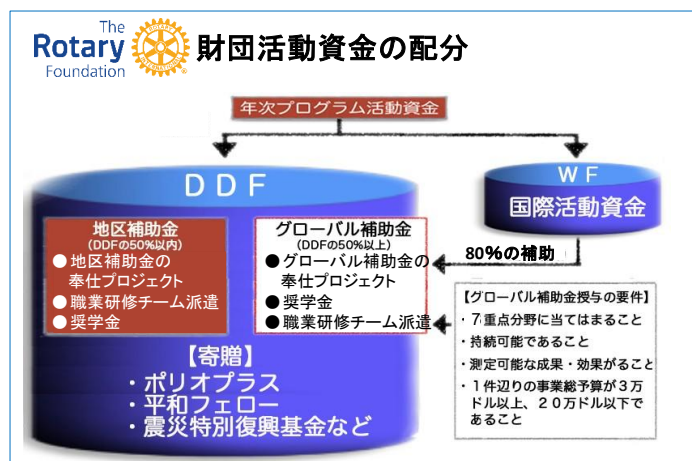 The
Rotary
Foundation
ROTARY
INTERNATIONAL
財団活動資金の配分
年次プログラム活動資金
DDF
地区補助金
(DDFの50%以内)
●地区補助金の
奉仕プロジェクト
●職業研修チーム派遣
●奨学金
グローバル補助金
(DDFの50%以上)
●グローバル補助金の
奉仕プロジェクト
●奨学金
●職業研修チーム派遣
【寄贈】
・ポリオプラス
・平和フェロー
・震災特別復興基金など
WF
国際活動資金
80%の補助
【グローバル補助金授与の要件】
・7重点分野に当てはまること
・持続可能であること
・測定可能な成果・効果がること
・1件辺りの事業総予算が3万
ドル以上、20万ドル以下で
あること